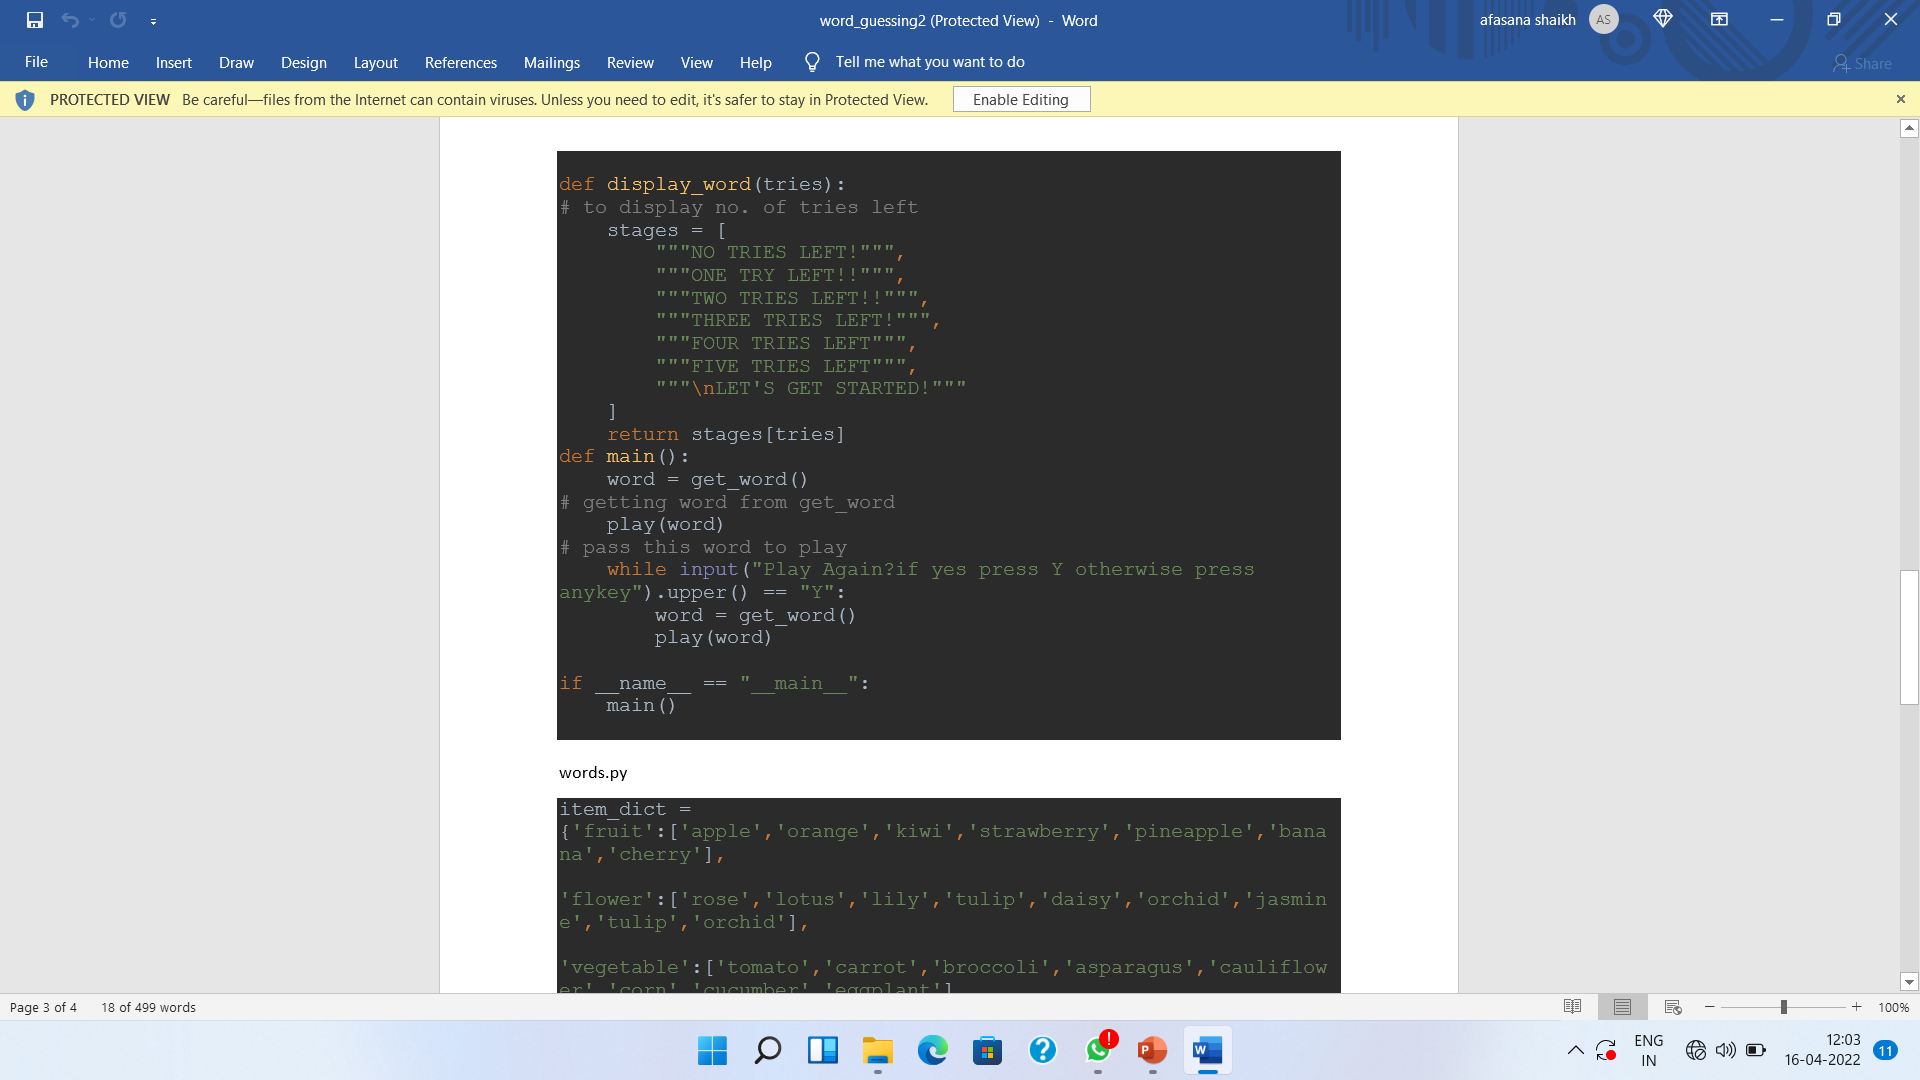 word_guessing2 (Protected View) - Word
afasana shaikh
AS
File Home Insert Draw Design Layout References Mailings Review View Help Tell me what you want to do
Share
PROTECTED VIEW Be careful—files from the Internet can contain viruses. Unless you need to edit, it's safer to stay in Protected View. Enable Editing
def display_word(tries):
# to display no. of tries left
    stages = [
        """NO TRIES LEFT!""",
        """ONE TRY LEFT!!""",
        """TWO TRIES LEFT!!""",
        """THREE TRIES LEFT!""",
        """FOUR TRIES LEFT""",
        """FIVE TRIES LEFT""",
        """\nLET'S GET STARTED!"""
    ]
    return stages[tries]
def main():
    word = get_word()
# getting word from get_word
    play(word)
# pass this word to play
    while input("Play Again?if yes press Y otherwise press
anykey").upper() == "Y":
        word = get_word()
        play(word)
if __name__ == "__main__":
    main()
words.py
item_dict =
{'fruit':['apple','orange','kiwi','strawberry','pineapple','bana
na','cherry'],
'flower':['rose','lotus','lily','tulip','daisy','orchid','jasmin
e','tulip','orchid'],
'vegetable':['tomato','carrot','broccoli','asparagus','cauliflow
er','corn','cucumber','eggplant']
Page 3 of 4 18 of 499 words
100%
ENG
IN
12:03
16-04-2022
11